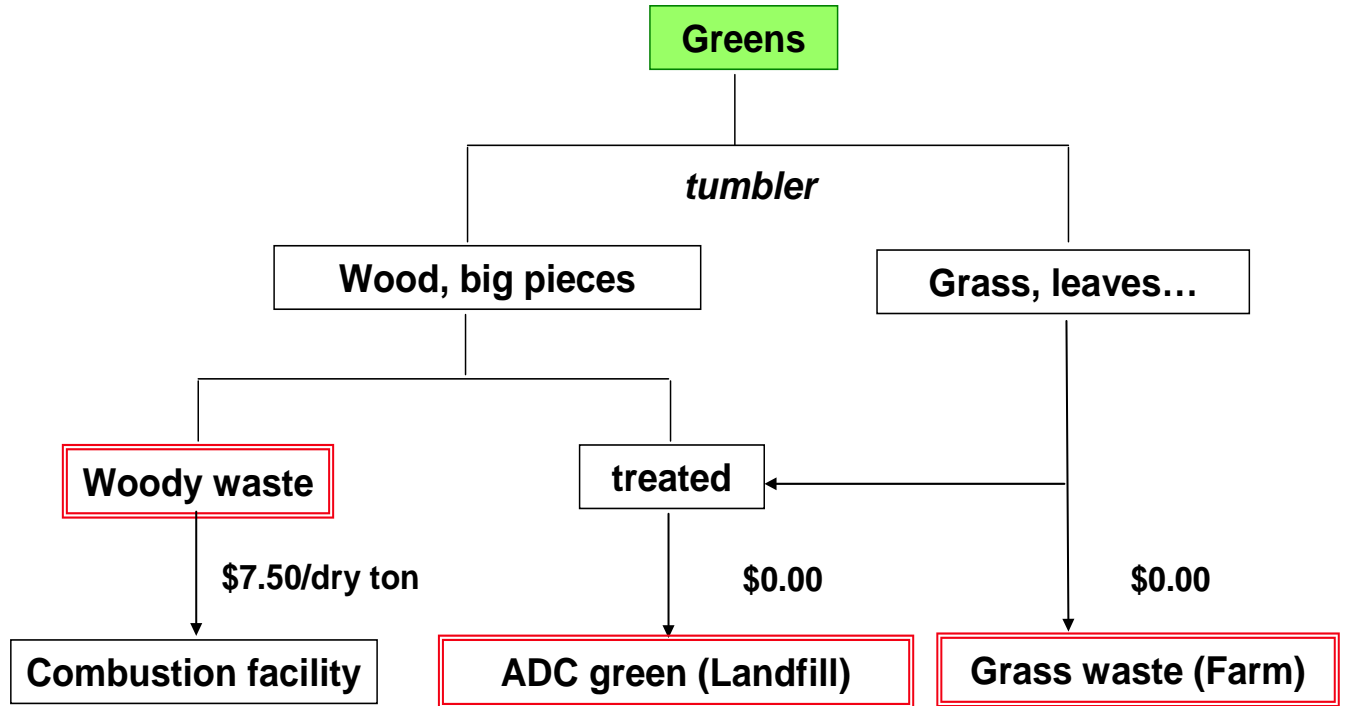 Greens
tumbler
Wood, big pieces
Grass, leaves…
Woody waste
treated
$7.50/dry ton
$0.00
$0.00
Combustion facility
ADC green (Landfill)
Grass waste (Farm)